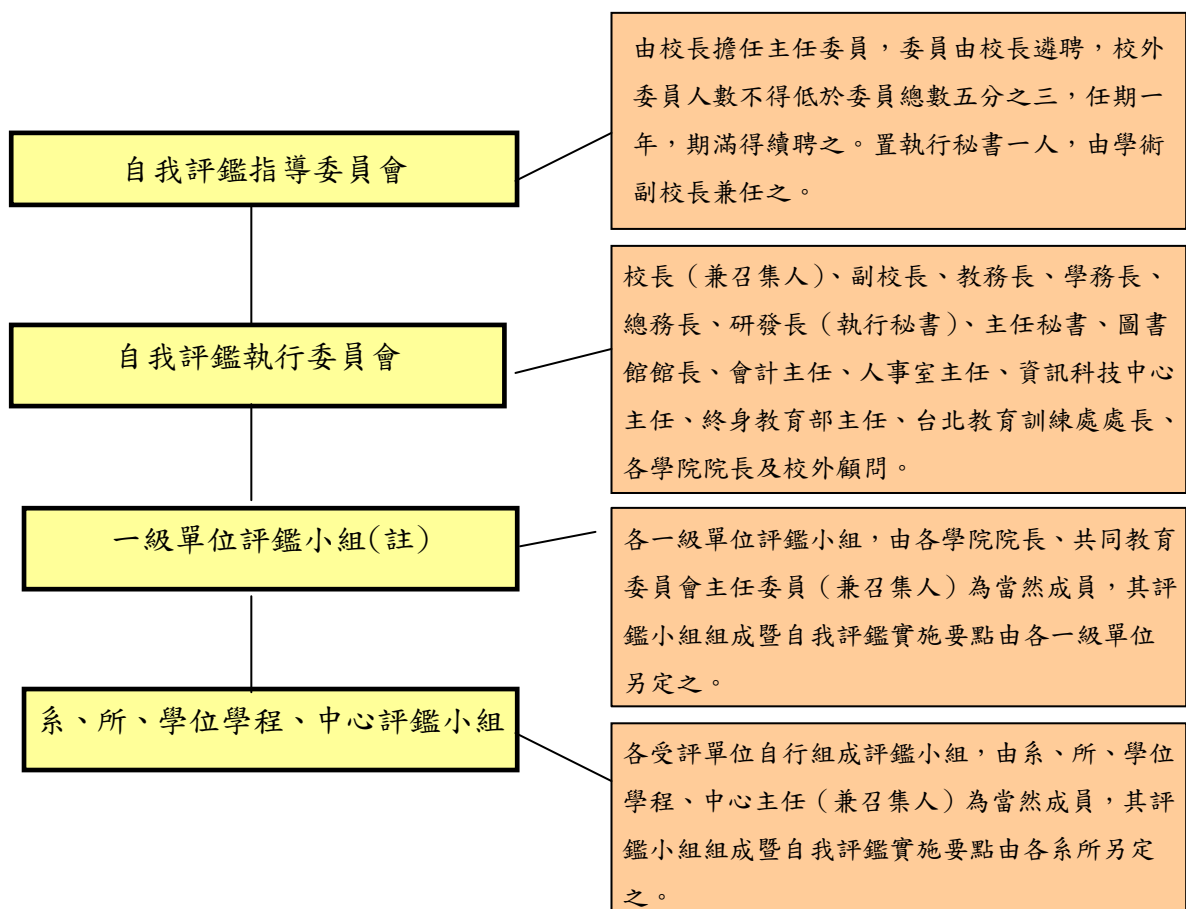 由校長擔任主任委員，委員由校長遴聘，校外
委員人數不得低於委員總數五分之三，任期一
年，期滿得續聘之。置執行秘書一人，由學術
副校長兼任之。
自我評鑑指導委員會
校長（兼召集人）、副校長、教務長、學務長、
總務長、研發長（執行秘書）、主任秘書、圖書
館館長、會計主任、人事室主任、資訊科技中心
主任、終身教育部主任、台北教育訓練處處長、
各學院院長及校外顧問。
自我評鑑執行委員會
各一級單位評鑑小組，由各學院院長、共同教育
委員會主任委員（兼召集人）為當然成員，其評
鑑小組組成暨自我評鑑實施要點由各一級單位
另定之。
一級單位評鑑小組(註)
各受評單位自行組成評鑑小組，由系、所、學位
學程、中心主任（兼召集人）為當然成員，其評
鑑小組組成暨自我評鑑實施要點由各系所另定
之。
系、所、學位學程、中心評鑑小組